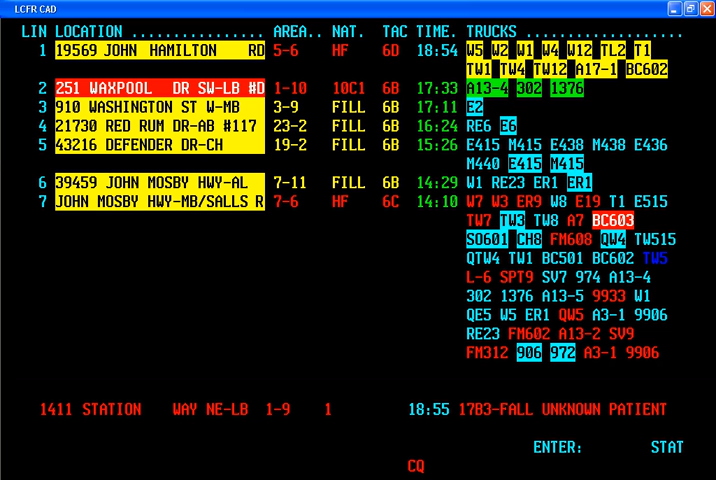 LCFR CAD
LIN LOCATION ................ AREA.. NAT. TAC TIME. TRUCKS ....................
1 19569 JOHN HAMILTON RD 5-6 HF 6D 18:54 W5 W2 W1 W4 W12 TL2 T1
TW1 TW4 TW12 A17-1 BC602
2 251 WAXPOOL DR SW-LB #D 1-10 10C1 6B 17:33 A13-4 302 1376
3 910 WASHINGTON ST W-MB 3-9 FILL 6B 17:11 E2
4 21730 RED RUM DR-AB #117 23-2 FILL 6B 16:24 RE6 E6
5 43216 DEFENDER DR-CH 19-2 FILL 6B 15:26 E415 M415 E438 M438 E436
M440 E415 M415
6 39459 JOHN MOSBY HWY-AL 7-11 FILL 6B 14:29 W1 RE23 ER1 ER1
7 JOHN MOSBY HWY-MB/SALLS R 7-6 HF 6C 14:10 W7 W3 ER9 W8 E19 T1 E515
TW7 TW3 TW8 A7 BC603
SO601 CH8 FM608 QW4 TW515
QTW4 TW1 BC501 BC602 TW5
L-6 SPT9 SV7 974 A13-4
302 1376 A13-5 9933 W1
QE5 W5 ER1 QW5 A3-1 9906
RE23 FM602 A13-2 SV9
FM312 906 972 A3-1 9906
1411 STATION WAY NE-LB 1-9 1 18:55 17B3-FALL UNKNOWN PATIENT
ENTER: STAT
CQ